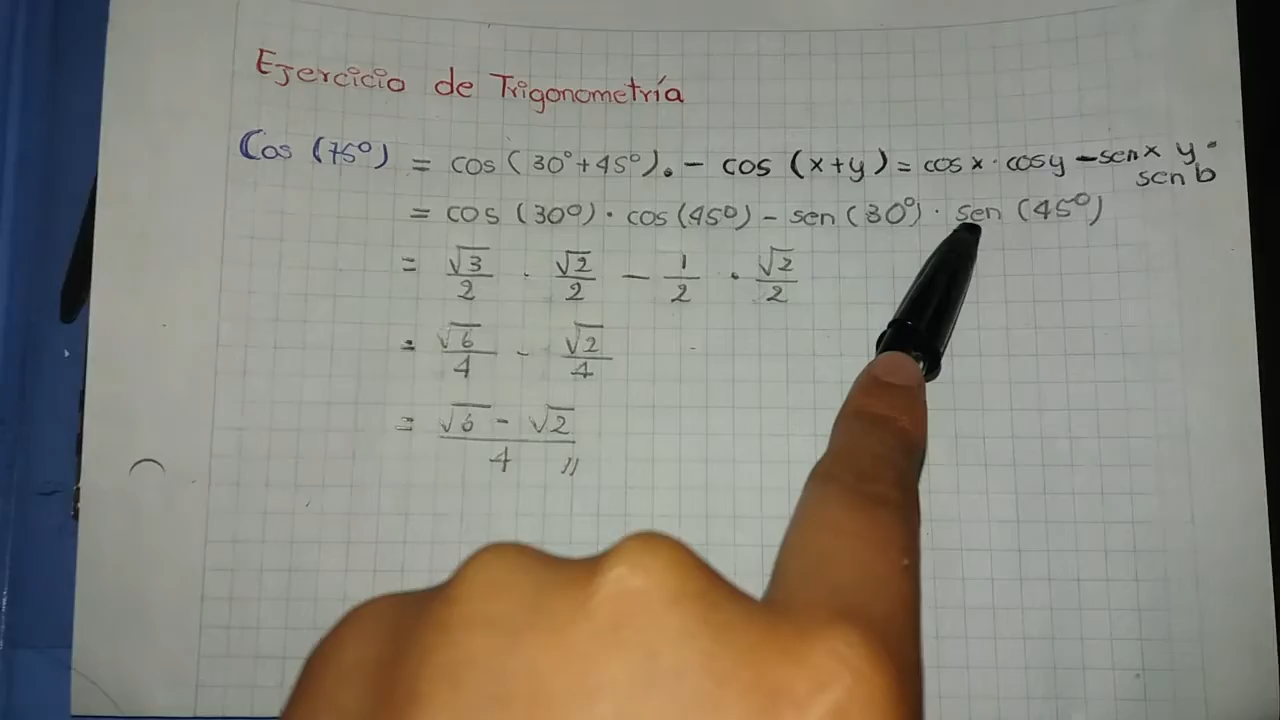 Ejercicio de Trigonometría
Cos (75°) = cos (30°+45°). - cos (x+y) = cos x · cos y - sen x y · sen b
= cos (30°) · cos (45°) - sen (30°) · sen (45°)
= √3/2 · √2/2 - 1/2 · √2/2
= √6/4 - √2/4
= (√6 - √2)/4 //